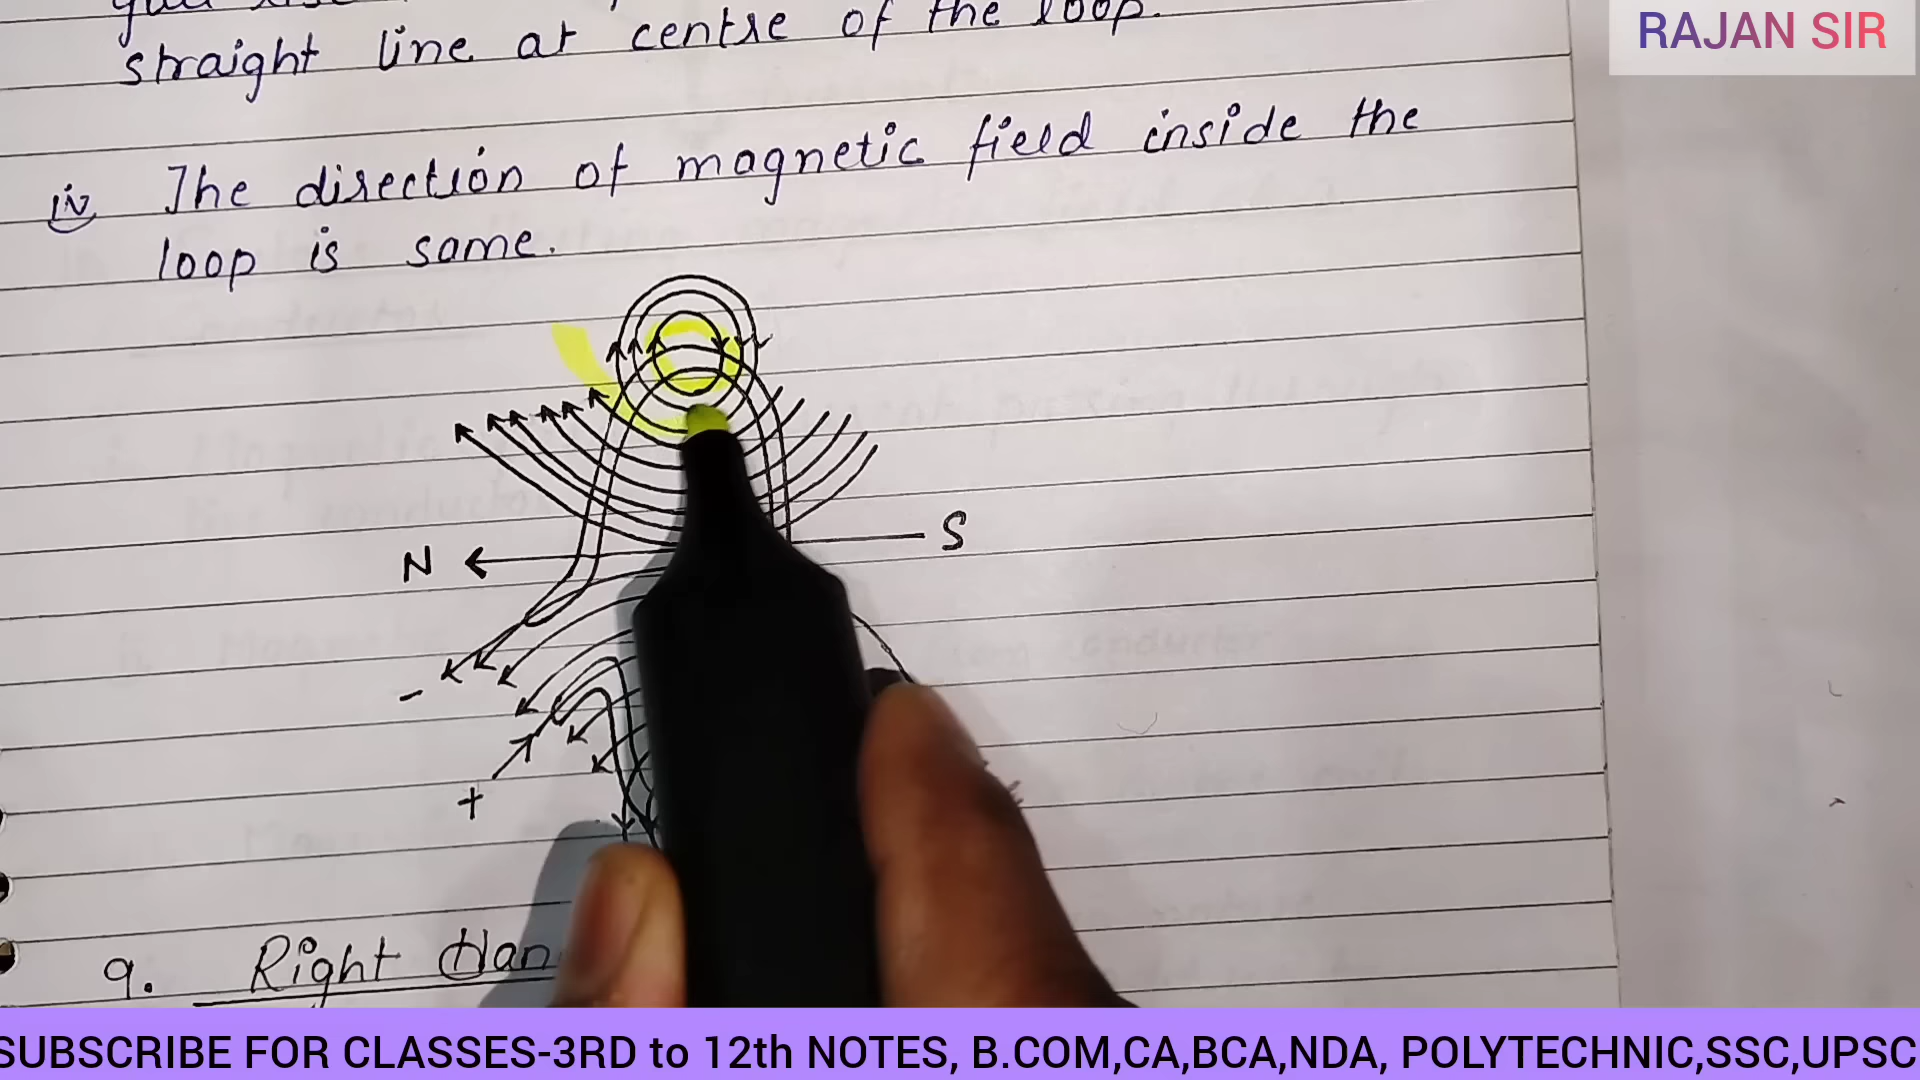 RAJAN SIR
straight line at centre of the loop.
iv The direction of magnetic field inside the
loop is same.
S
N
-
+
9. Right Han
SUBSCRIBE FOR CLASSES-3RD to 12th NOTES, B.COM,CA,BCA,NDA, POLYTECHNIC,SSC,UPSC